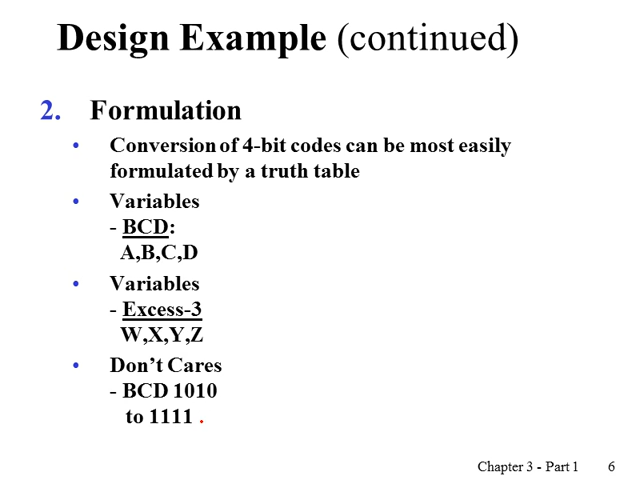 Design Example (continued)
2. Formulation
• Conversion of 4-bit codes can be most easily
formulated by a truth table
• Variables
- BCD:
A,B,C,D
• Variables
- Excess-3
W,X,Y,Z
• Don’t Cares
- BCD 1010
to 1111 .
Chapter 3 - Part 1 6